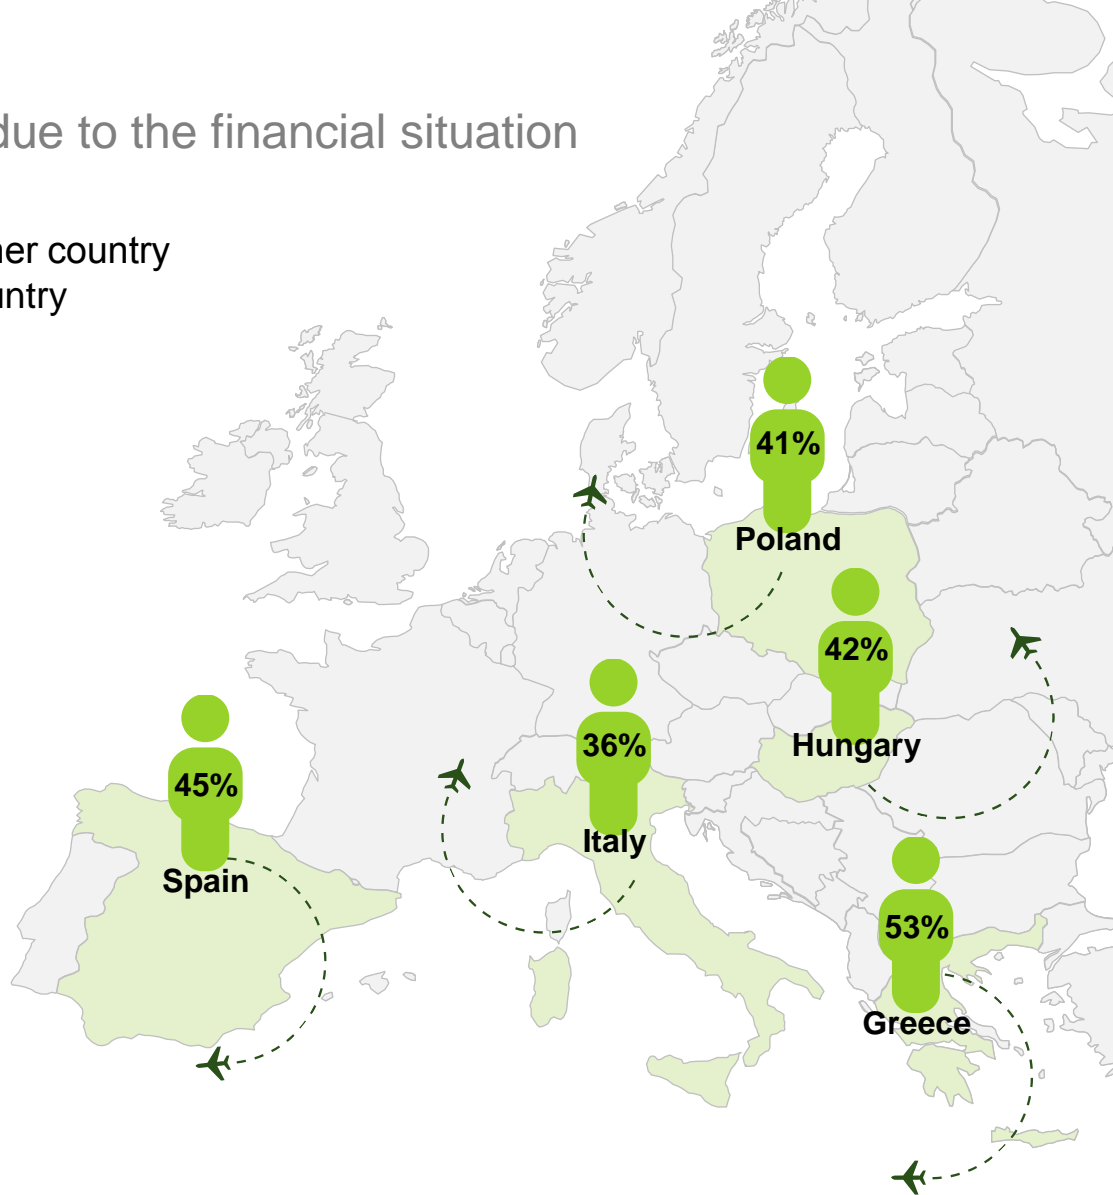 due to the financial situation
her country
untry
41%
Poland
42%
Hungary
36%
Italy
45%
Spain
53%
Greece